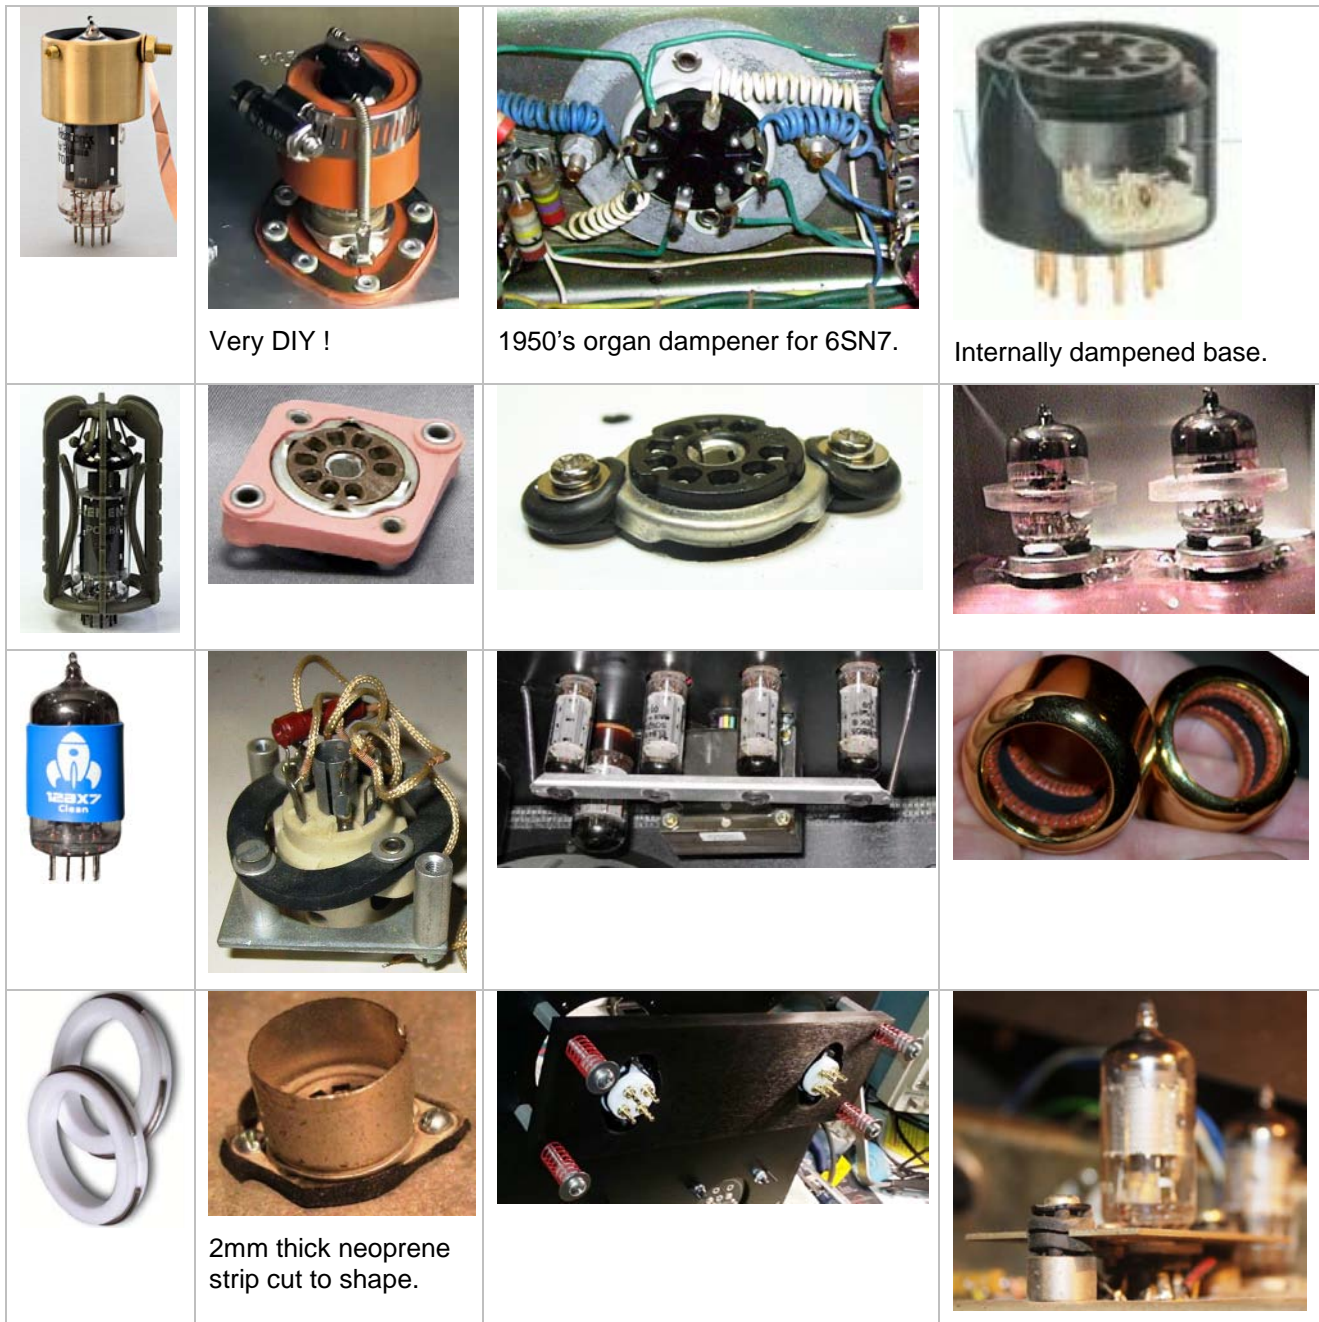 Very DIY !
1950's organ dampener for 6SN7.
Internally dampened base.
12AX7
Clean
2mm thick neoprene
strip cut to shape.